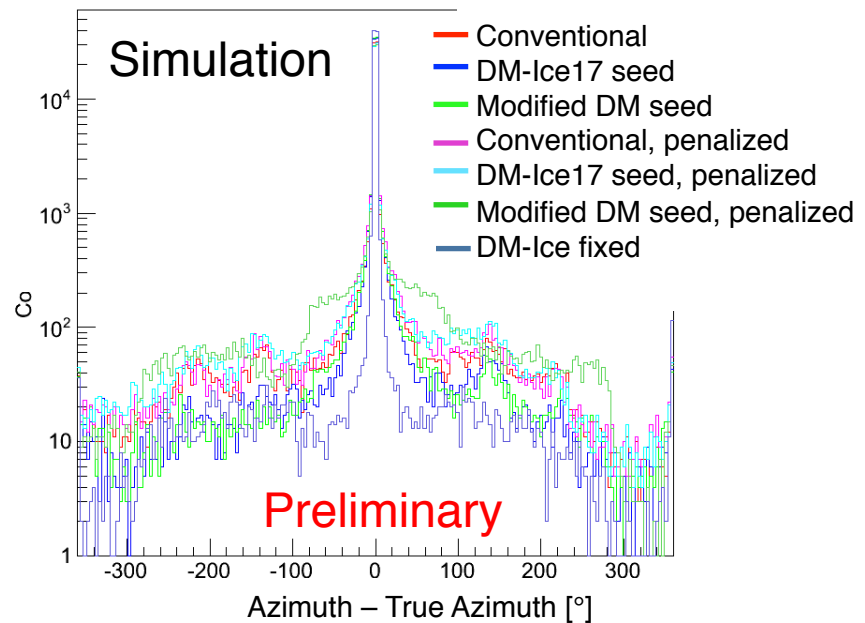 Simulation
Conventional
DM-Ice17 seed
Modified DM seed
Conventional, penalized
DM-Ice17 seed, penalized
Modified DM seed, penalized
DM-Ice fixed
10⁴
10³
10²
10
1
Co
Preliminary
-300 -200 -100 0 100 200 300
Azimuth – True Azimuth [°]